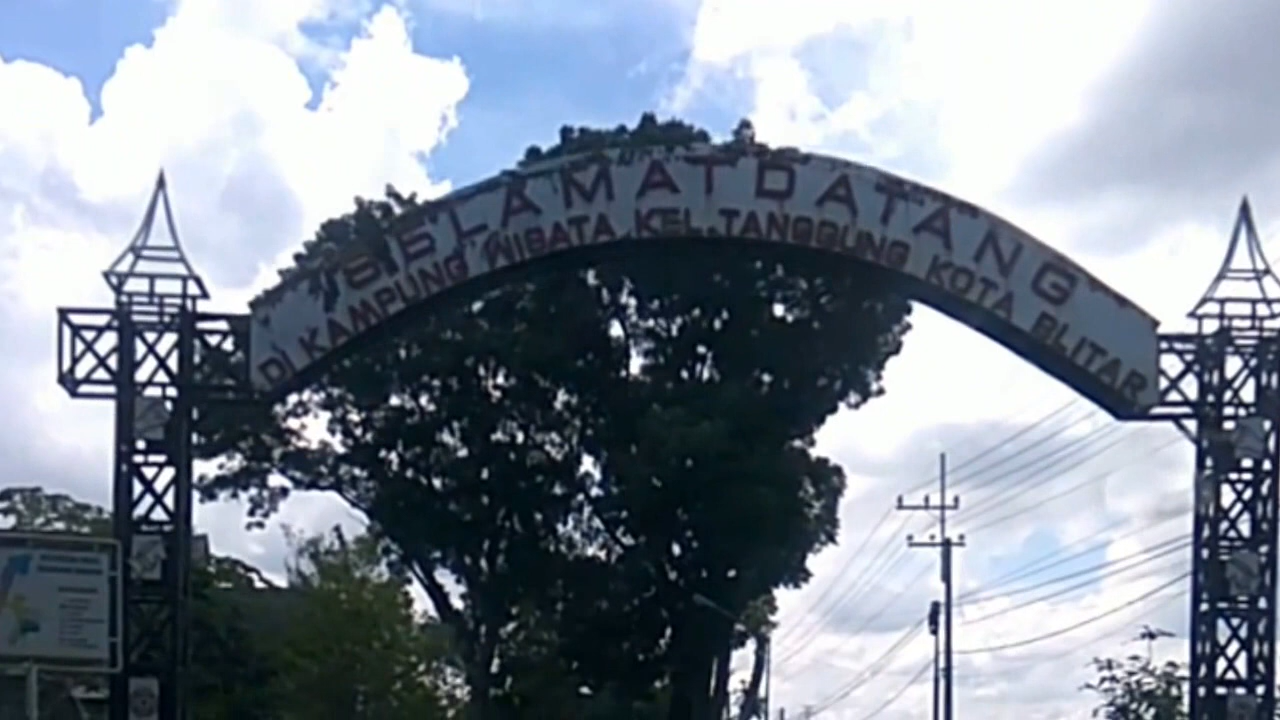 SELAMAT DATANG
DI KAMPUNG WISATA KEL. TANGGUNG KOTA BLITAR